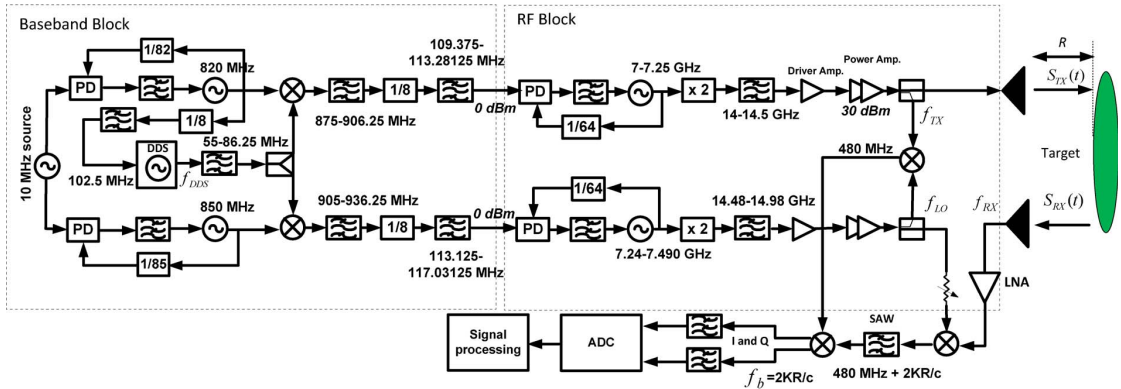 Baseband Block
RF Block
10 MHz source
PD
1/82
820 MHz
1/8
DDS
102.5 MHz
f_DDS
55-86.25 MHz
PD
850 MHz
1/85
875-906.25 MHz
1/8
109.375-
113.28125 MHz
0 dBm
905-936.25 MHz
1/8
113.125-
117.03125 MHz
0 dBm
PD
1/64
7-7.25 GHz
x 2
14-14.5 GHz
Driver Amp.
Power Amp.
30 dBm
f_TX
480 MHz
PD
1/64
7.24-7.490 GHz
x 2
14.48-14.98 GHz
f_LO
f_RX
R
S_TX(t)
Target
S_RX(t)
LNA
SAW
480 MHz + 2KR/c
I and Q
f_b =2KR/c
ADC
Signal
processing